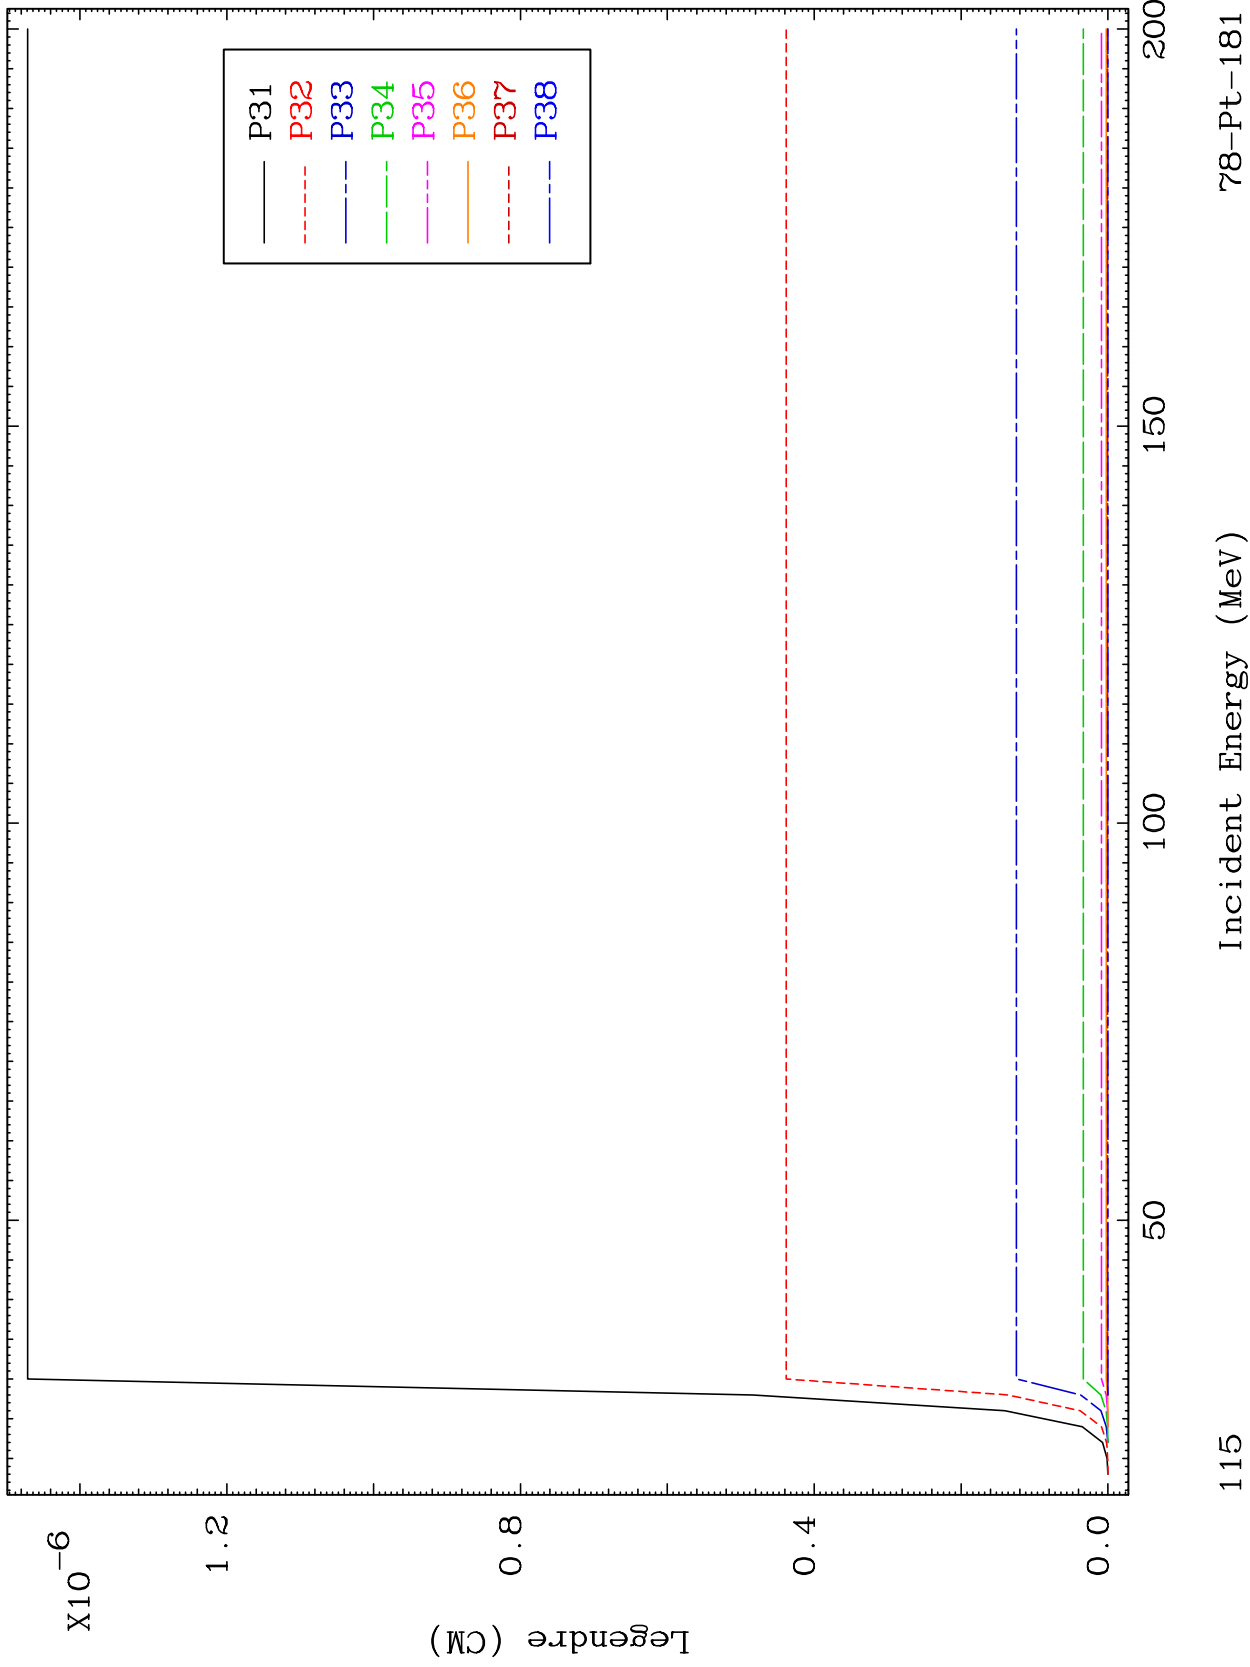 X10−6
1.2
0.8
0.4
0.0
Legendre (CM)
P31
P32
P33
P34
P35
P36
P37
P38
50
100
150
200
115
Incident Energy (MeV)
78−Pt−181